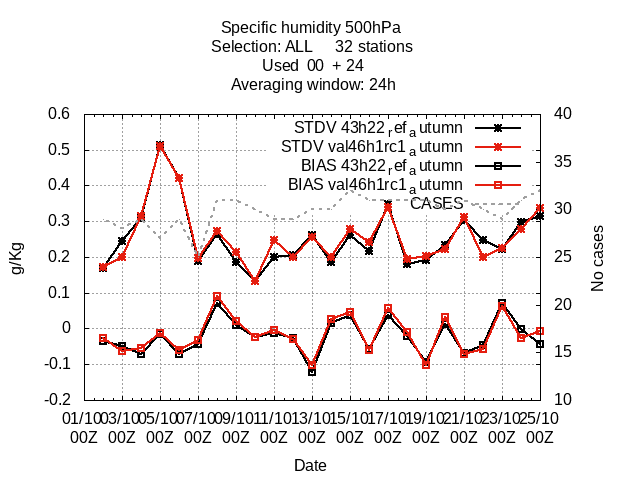 Specific humidity 500hPa
Selection: ALL 32 stations
Used 00 + 24
Averaging window: 24h
0.6
0.5
0.4
0.3
0.2
0.1
0
-0.1
-0.2
g/Kg
STDV 43h22ref_autumn
STDV val46h1rc1_autumn
BIAS 43h22ref_autumn
BIAS val46h1rc1_autumn
CASES
40
35
30
25
20
15
10
No cases
01/10 03/10 05/10 07/10 09/10 11/10 13/10 15/10 17/10 19/10 21/10 23/10 25/10
00Z 00Z 00Z 00Z 00Z 00Z 00Z 00Z 00Z 00Z 00Z 00Z 00Z
Date